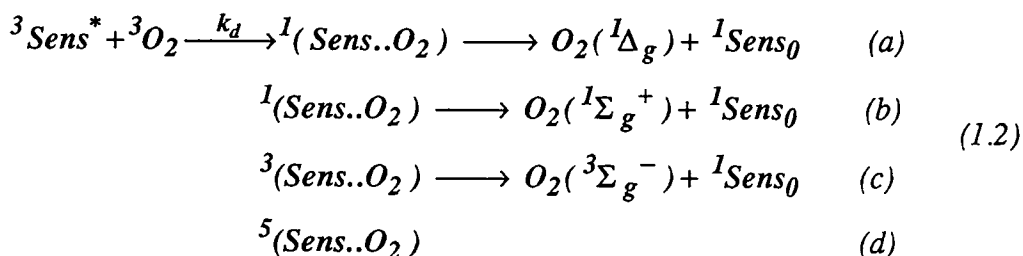 ³Sens* + ³O₂ —k_d→ ¹(Sens..O₂) ⟶ O₂(¹Δ_g) + ¹Sens₀ (a)
¹(Sens..O₂) ⟶ O₂(¹Σ_g⁺) + ¹Sens₀ (b)
(1.2)
³(Sens..O₂) ⟶ O₂(³Σ_g⁻) + ¹Sens₀ (c)
⁵(Sens..O₂) (d)